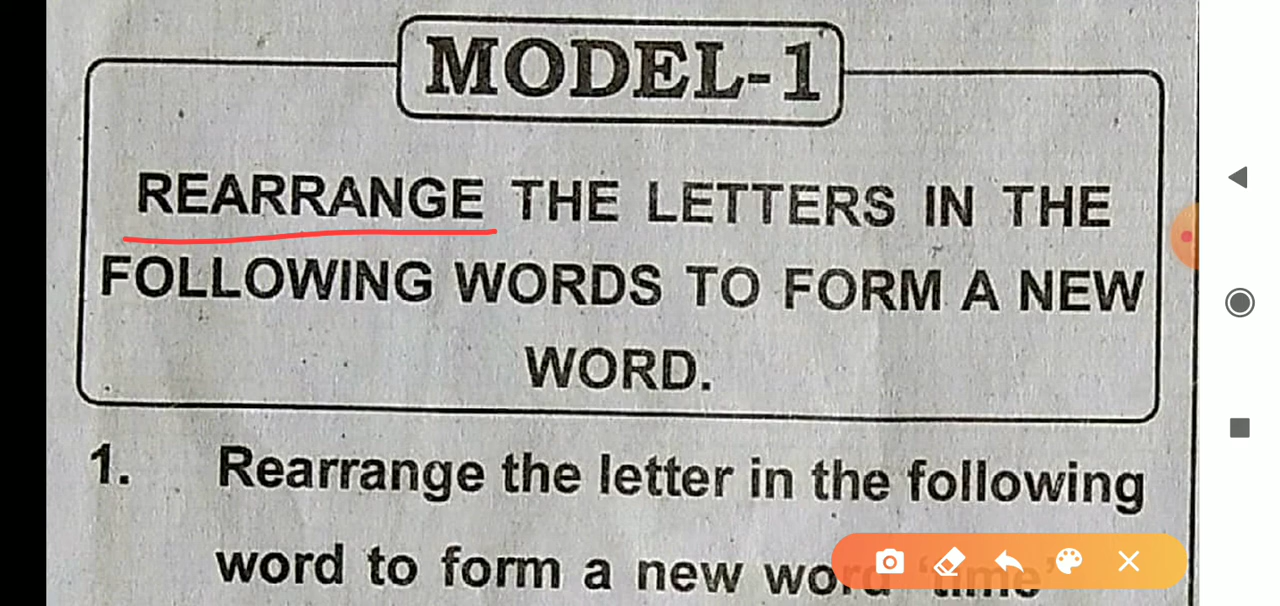 MODEL-1
REARRANGE THE LETTERS IN THE
FOLLOWING WORDS TO FORM A NEW
WORD.
1. Rearrange the letter in the following
word to form a new word